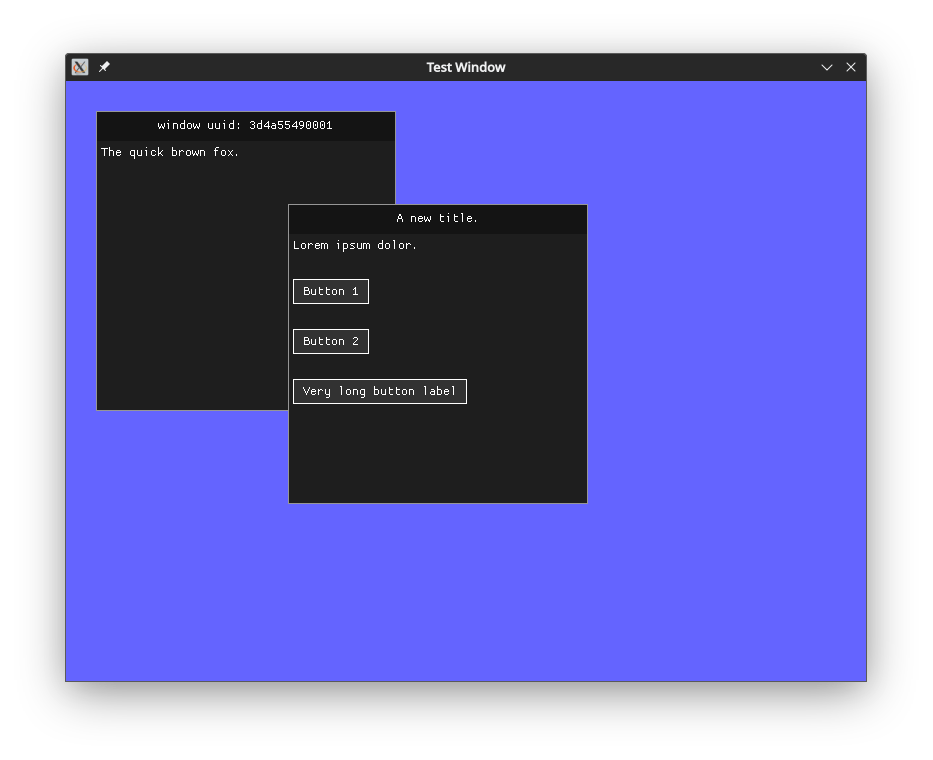 Test Window
window uuid: 3d4a55490001
The quick brown fox.
A new title.
Lorem ipsum dolor.
Button 1
Button 2
Very long button label